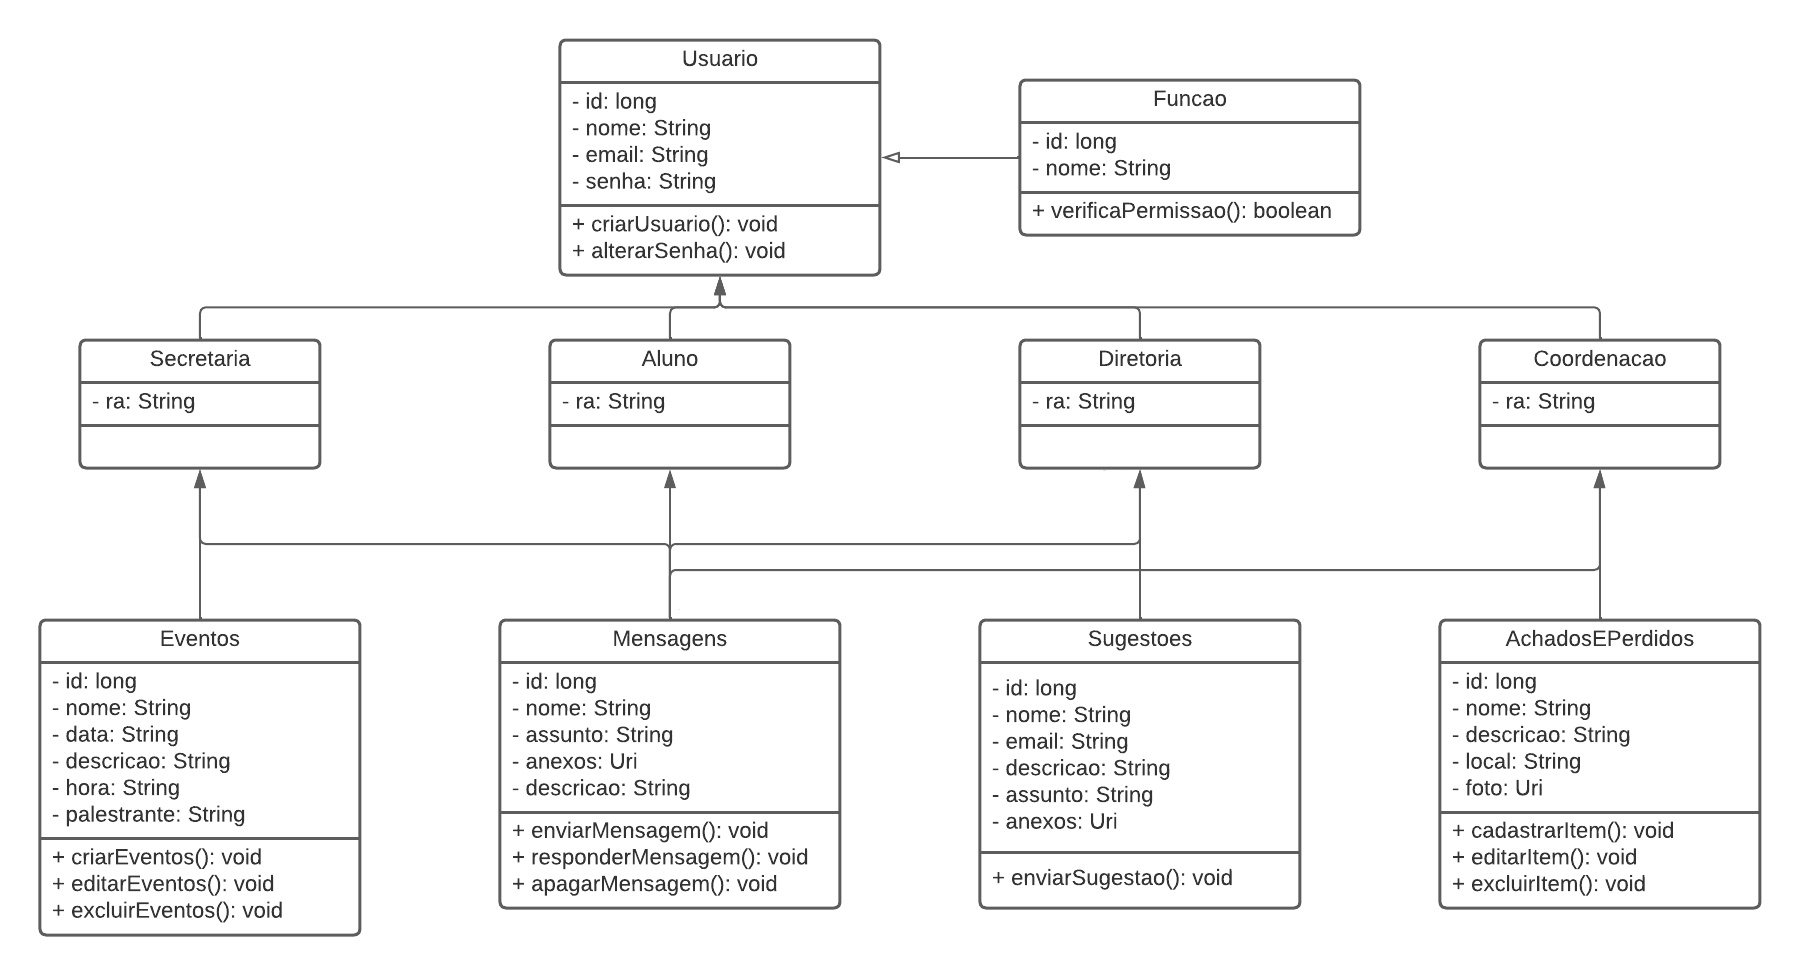 Usuario
- id: long
- nome: String
- email: String
- senha: String
+ criarUsuario(): void
+ alterarSenha(): void
Funcao
- id: long
- nome: String
+ verificaPermissao(): boolean
Secretaria
- ra: String
Aluno
- ra: String
Diretoria
- ra: String
Coordenacao
- ra: String
Eventos
- id: long
- nome: String
- data: String
- descricao: String
- hora: String
- palestrante: String
+ criarEventos(): void
+ editarEventos(): void
+ excluirEventos(): void
Mensagens
- id: long
- nome: String
- assunto: String
- anexos: Uri
- descricao: String
+ enviarMensagem(): void
+ responderMensagem(): void
+ apagarMensagem(): void
Sugestoes
- id: long
- nome: String
- email: String
- descricao: String
- assunto: String
- anexos: Uri
+ enviarSugestao(): void
AchadosEPerdidos
- id: long
- nome: String
- descricao: String
- local: String
- foto: Uri
+ cadastrarItem(): void
+ editarItem(): void
+ excluirItem(): void